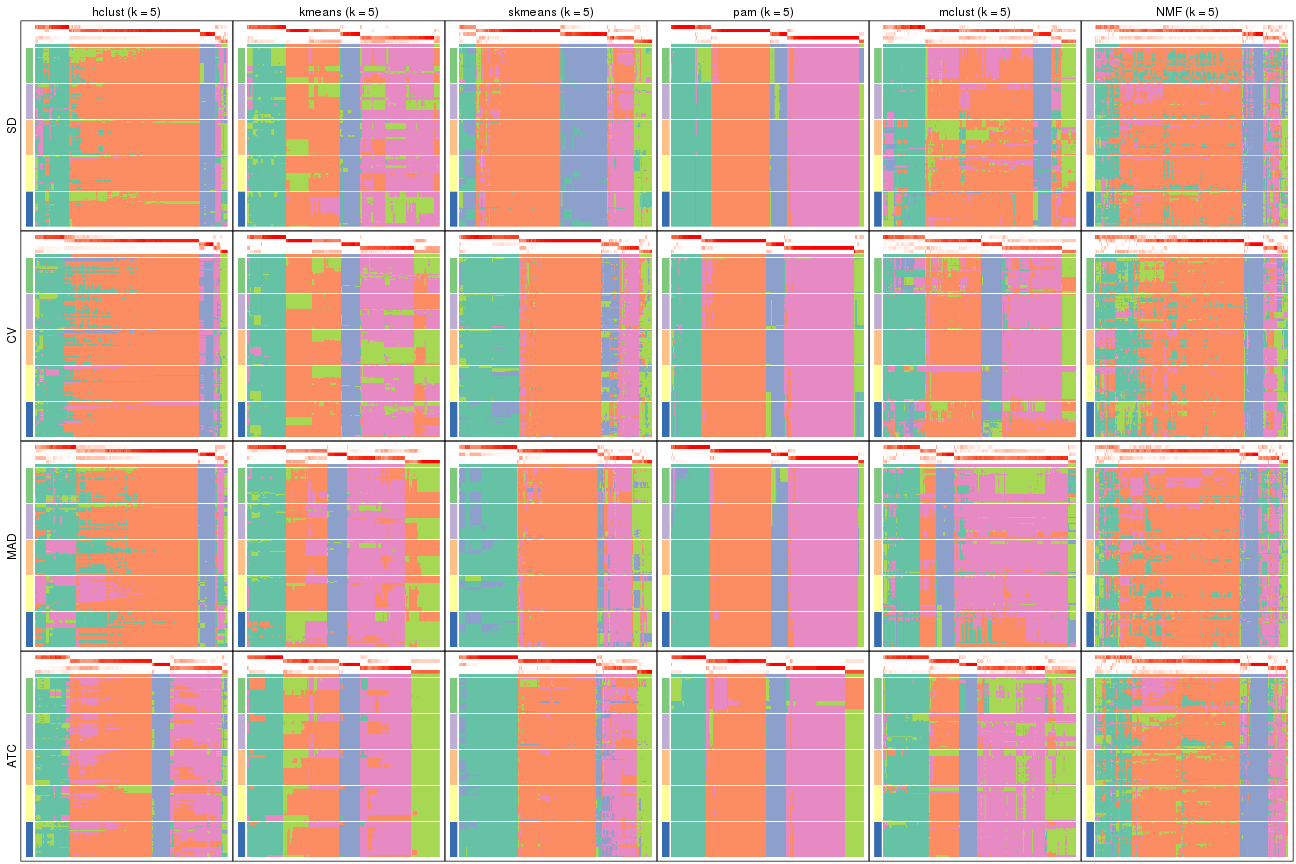 hclust (k = 5) kmeans (k = 5) skmeans (k = 5) pam (k = 5) mclust (k = 5) NMF (k = 5)
SD
CV
MAD
ATC